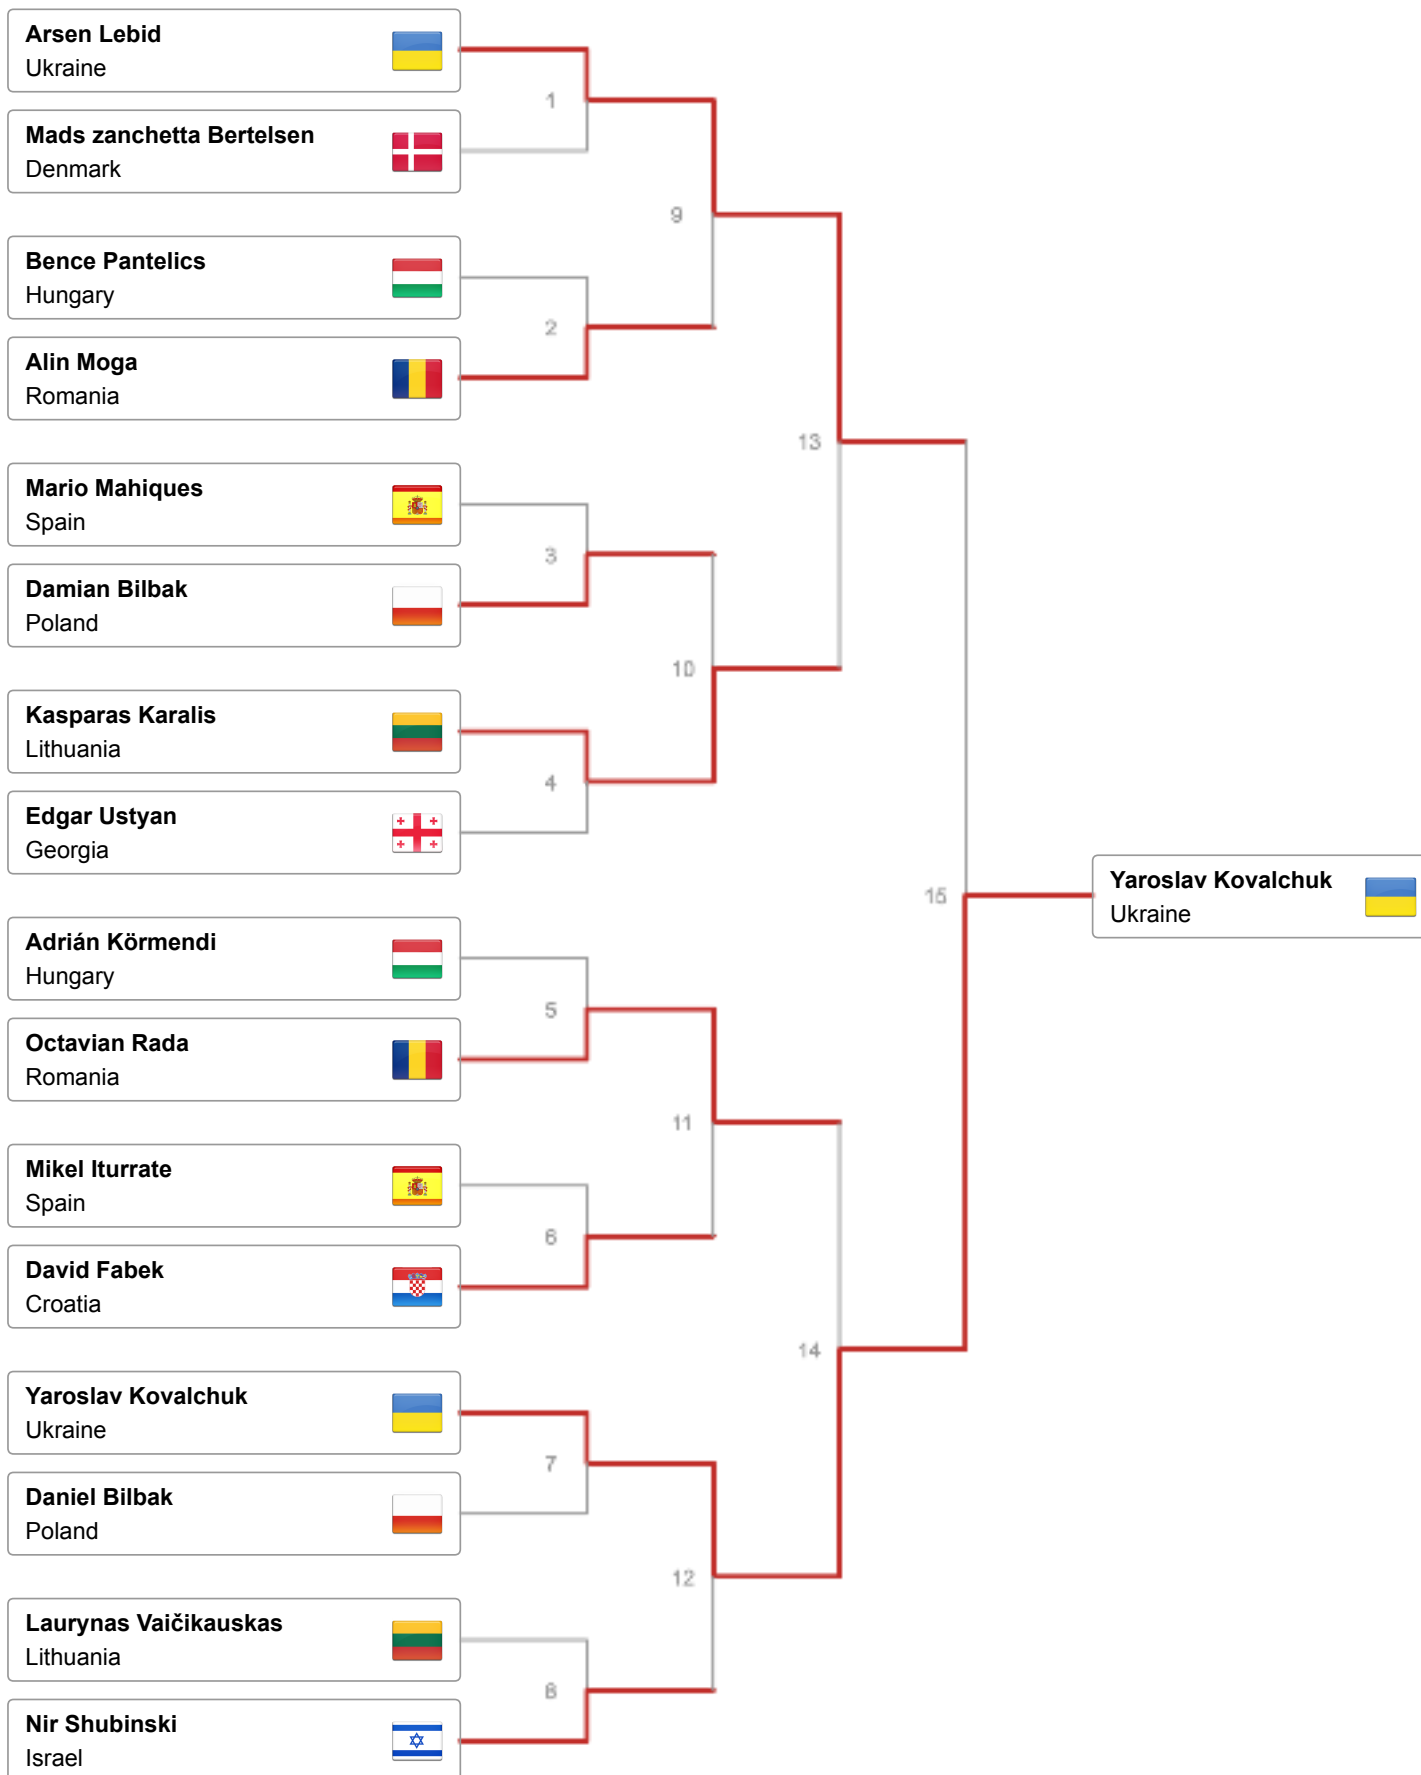 Arsen Lebid
Ukraine
1
Mads zanchetta Bertelsen
Denmark
9
Bence Pantelics
Hungary
2
Alin Moga
Romania
13
Mario Mahiques
Spain
3
Damian Bilbak
Poland
10
Kasparas Karalis
Lithuania
4
Edgar Ustyan
Georgia
15
Yaroslav Kovalchuk
Ukraine
Adrián Körmendi
Hungary
5
Octavian Rada
Romania
11
Mikel Iturrate
Spain
6
David Fabek
Croatia
14
Yaroslav Kovalchuk
Ukraine
7
Daniel Bilbak
Poland
12
Laurynas Vaičikauskas
Lithuania
8
Nir Shubinski
Israel